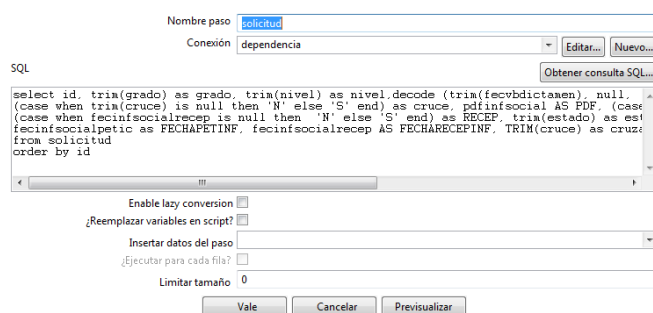 Nombre paso solicitud
Conexión dependencia Editar... Nuevo...
SQL Obtener consulta SQL...
select id, trim(grado) as grado, trim(nivel) as nivel,decode (trim(fecvbdictamen), null,
(case when trim(cruce) is null then 'N' else 'S' end) as cruce, pdfinfsocial AS PDF, (case
(case when fecinfsocialrecep is null then 'N' else 'S' end) as RECEP, trim(estado) as est
fecinfsocialpetic as FECHAPETINF, fecinfsocialrecep AS FECHARECEPINF, TRIM(cruce) as cruza
from solicitud
order by id
Enable lazy conversion
¿Reemplazar variables en script?
Insertar datos del paso
¿Ejecutar para cada fila?
Limitar tamaño 0
Vale Cancelar Previsualizar